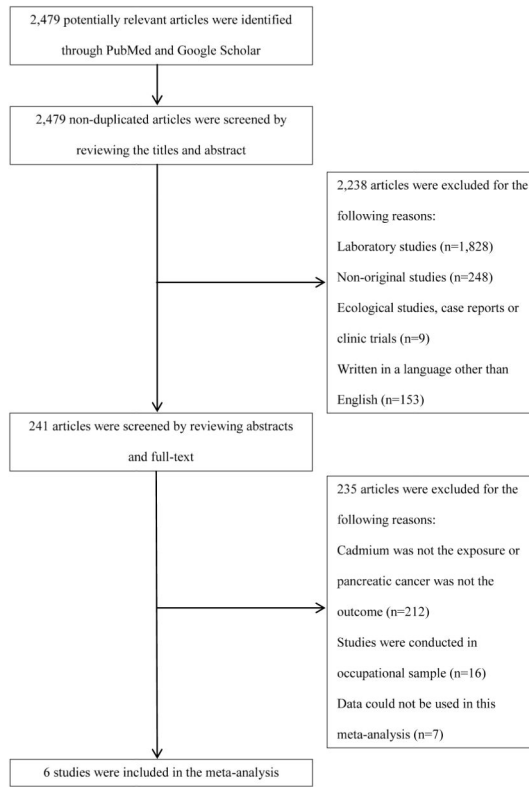 2,479 potentially relevant articles were identified
through PubMed and Google Scholar
2,479 non-duplicated articles were screened by
reviewing the titles and abstract
2,238 articles were excluded for the
following reasons:
Laboratory studies (n=1,828)
Non-original studies (n=248)
Ecological studies, case reports or
clinic trials (n=9)
Written in a language other than
English (n=153)
241 articles were screened by reviewing abstracts
and full-text
235 articles were excluded for the
following reasons:
Cadmium was not the exposure or
pancreatic cancer was not the
outcome (n=212)
Studies were conducted in
occupational sample (n=16)
Data could not be used in this
meta-analysis (n=7)
6 studies were included in the meta-analysis